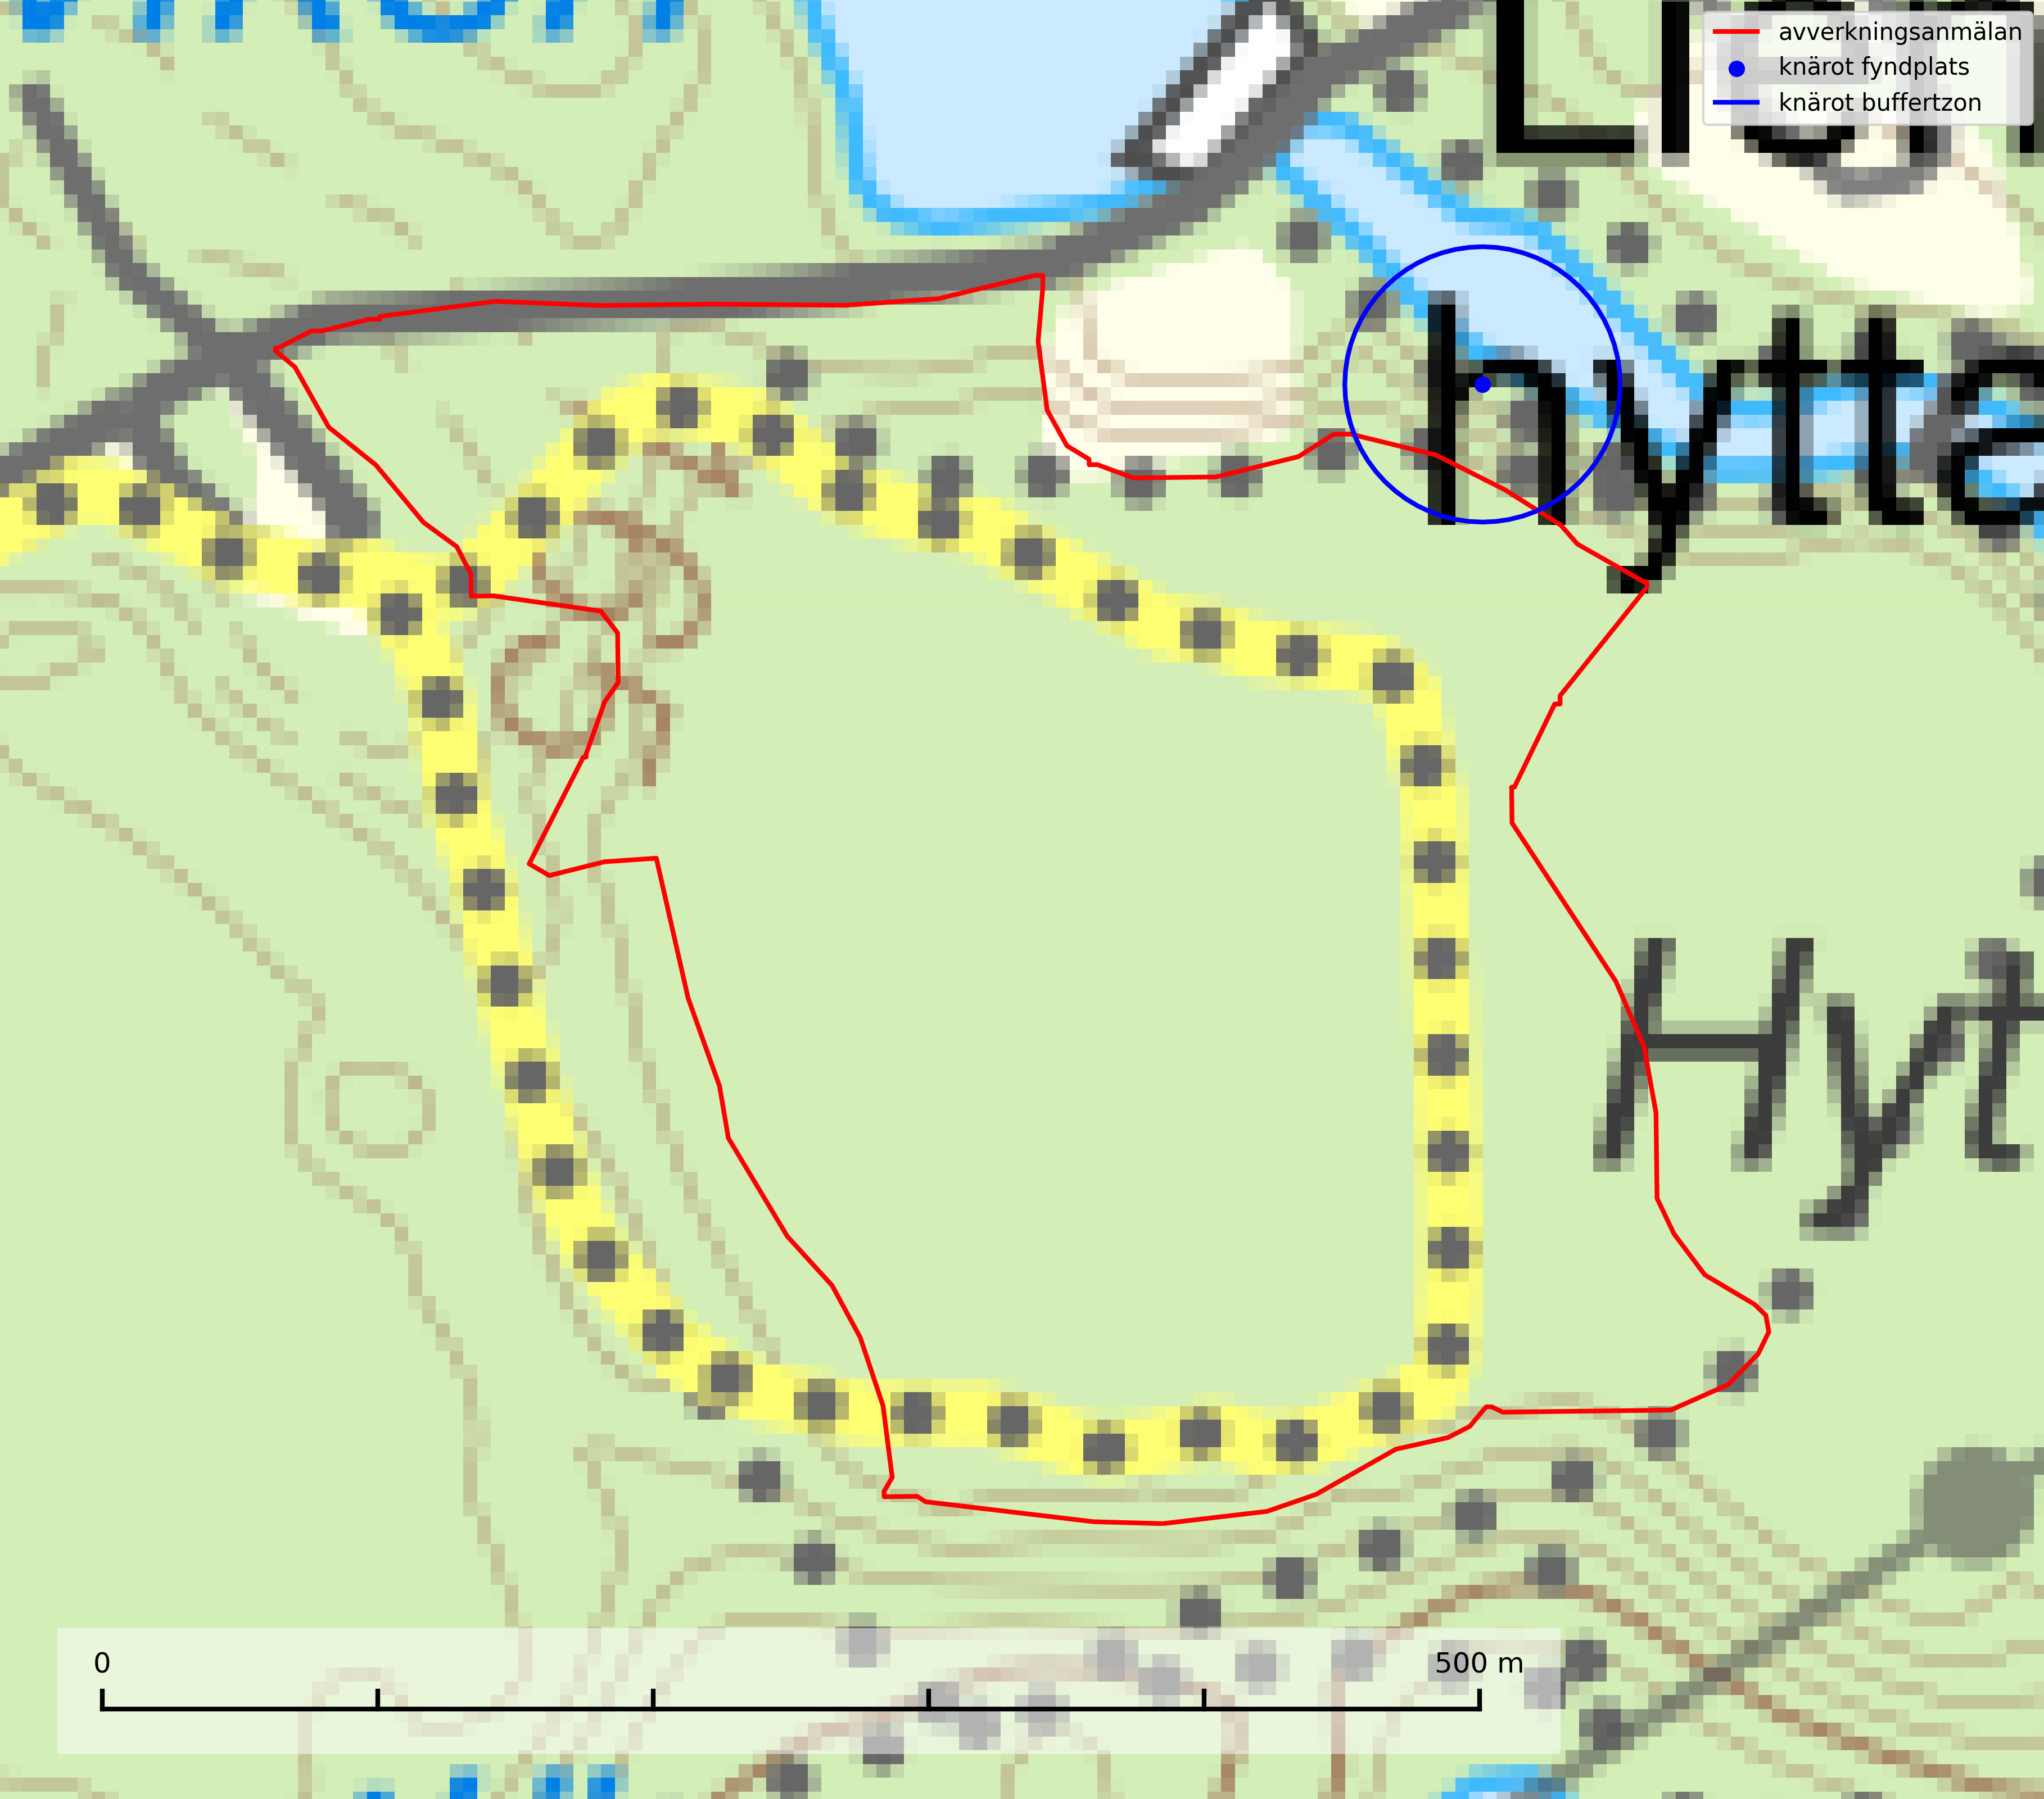 avverkningsanmälan
knärot fyndplats
knärot buffertzon
hytte
Hyt
0 500 m